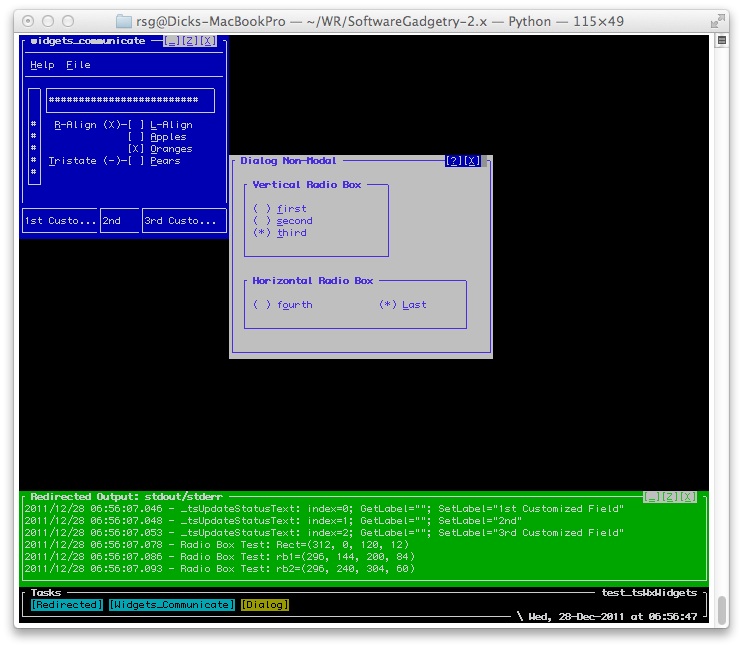 rsg@Dicks-MacBookPro — ~/WR/SoftwareGadgetry-2.x — Python — 115×49
widgets_communicate [_][Z][X]
Help File
#########################
# R-Align (X)-[ ] L-Align
# [ ] Apples
# [X] Oranges
# Tristate (-)-[ ] Pears
#
1st Custo... 2nd 3rd Custo...
Dialog Non-Modal [?][X]
Vertical Radio Box
( ) first
( ) second
(*) third
Horizontal Radio Box
( ) fourth (*) Last
Redirected Output: stdout/stderr [_][Z][X]
2011/12/28 06:56:07.046 - _tsUpdateStatusText: index=0; GetLabel=""; SetLabel="1st Customized Field"
2011/12/28 06:56:07.048 - _tsUpdateStatusText: index=1; GetLabel=""; SetLabel="2nd"
2011/12/28 06:56:07.053 - _tsUpdateStatusText: index=2; GetLabel=""; SetLabel="3rd Customized Field"
2011/12/28 06:56:07.078 - Radio Box Test: Rect=(312, 0, 120, 12)
2011/12/28 06:56:07.086 - Radio Box Test: rb1=(296, 144, 200, 84)
2011/12/28 06:56:07.093 - Radio Box Test: rb2=(296, 240, 304, 60)
Tasks test_tsWxWidgets
[Redirected] [Widgets_Communicate] [Dialog]
\ Wed, 28-Dec-2011 at 06:56:47